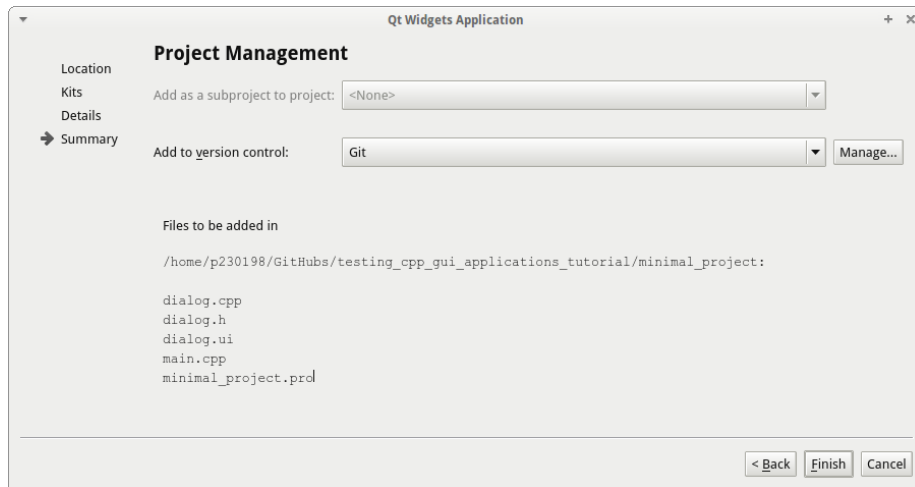 Qt Widgets Application
Project Management
Location
Kits
Details
Summary
Add as a subproject to project: <None>
Add to version control: Git Manage...
Files to be added in
/home/p230198/GitHubs/testing_cpp_gui_applications_tutorial/minimal_project:
dialog.cpp
dialog.h
dialog.ui
main.cpp
minimal_project.pro
< Back Finish Cancel